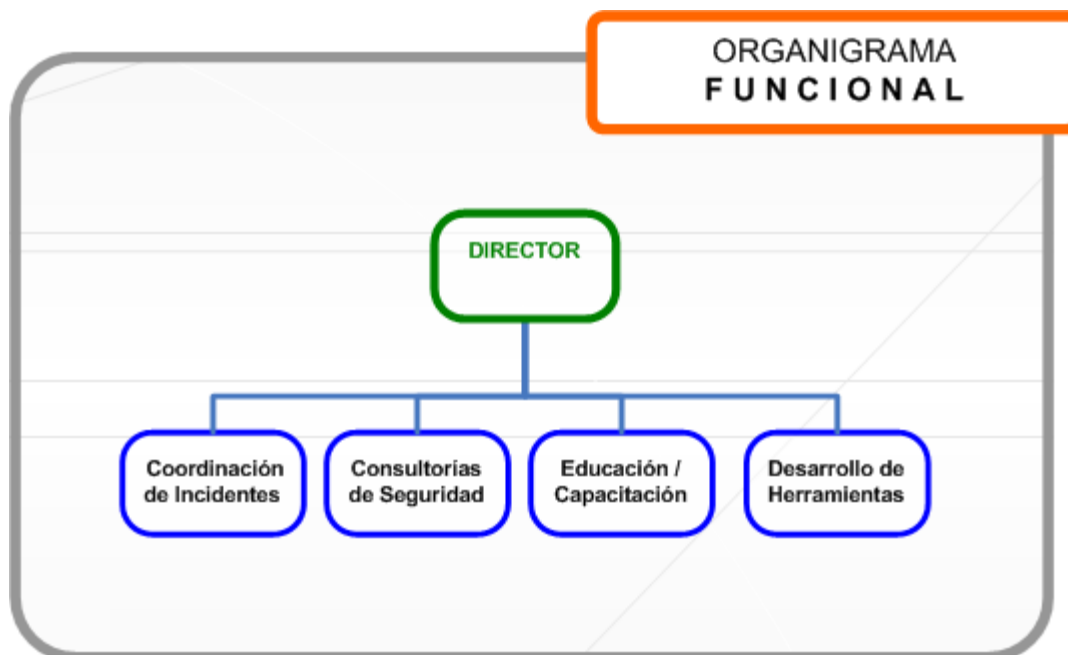 ORGANIGRAMA
FUNCIONAL
DIRECTOR
Coordinación
de Incidentes
Consultorías
de Seguridad
Educación /
Capacitación
Desarrollo de
Herramientas